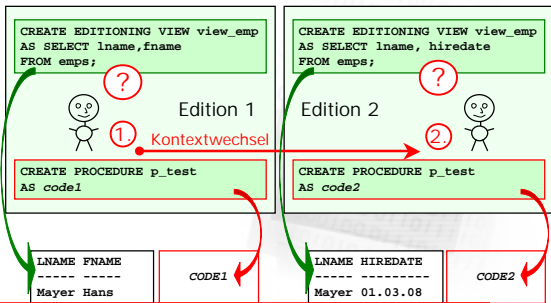 CREATE EDITIONING VIEW view_emp
AS SELECT lname,fname
FROM emps;
?
Edition 1
1.
Kontextwechsel
CREATE PROCEDURE p_test
AS code1
LNAME FNAME
----- -----
Mayer Hans
CODE1
CREATE EDITIONING VIEW view_emp
AS SELECT lname, hiredate
FROM emps;
?
Edition 2
2.
CREATE PROCEDURE p_test
AS code2
LNAME HIREDATE
----- ---------
Mayer 01.03.08
CODE2